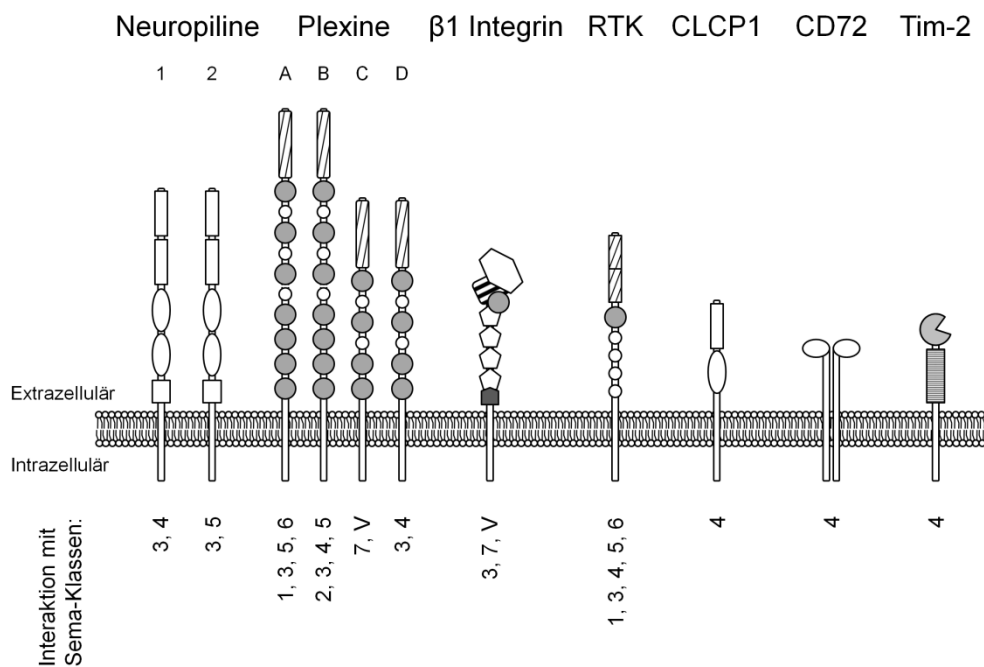 Neuropiline Plexine β1 Integrin RTK CLCP1 CD72 Tim-2
1 2 A B C D
Extrazellulär
Intrazellulär
Interaktion mit
Sema-Klassen:
3, 4
3, 5
1, 3, 5, 6
2, 3, 4, 5
7, V
3, 4
3, 7, V
1, 3, 4, 5, 6
4
4
4